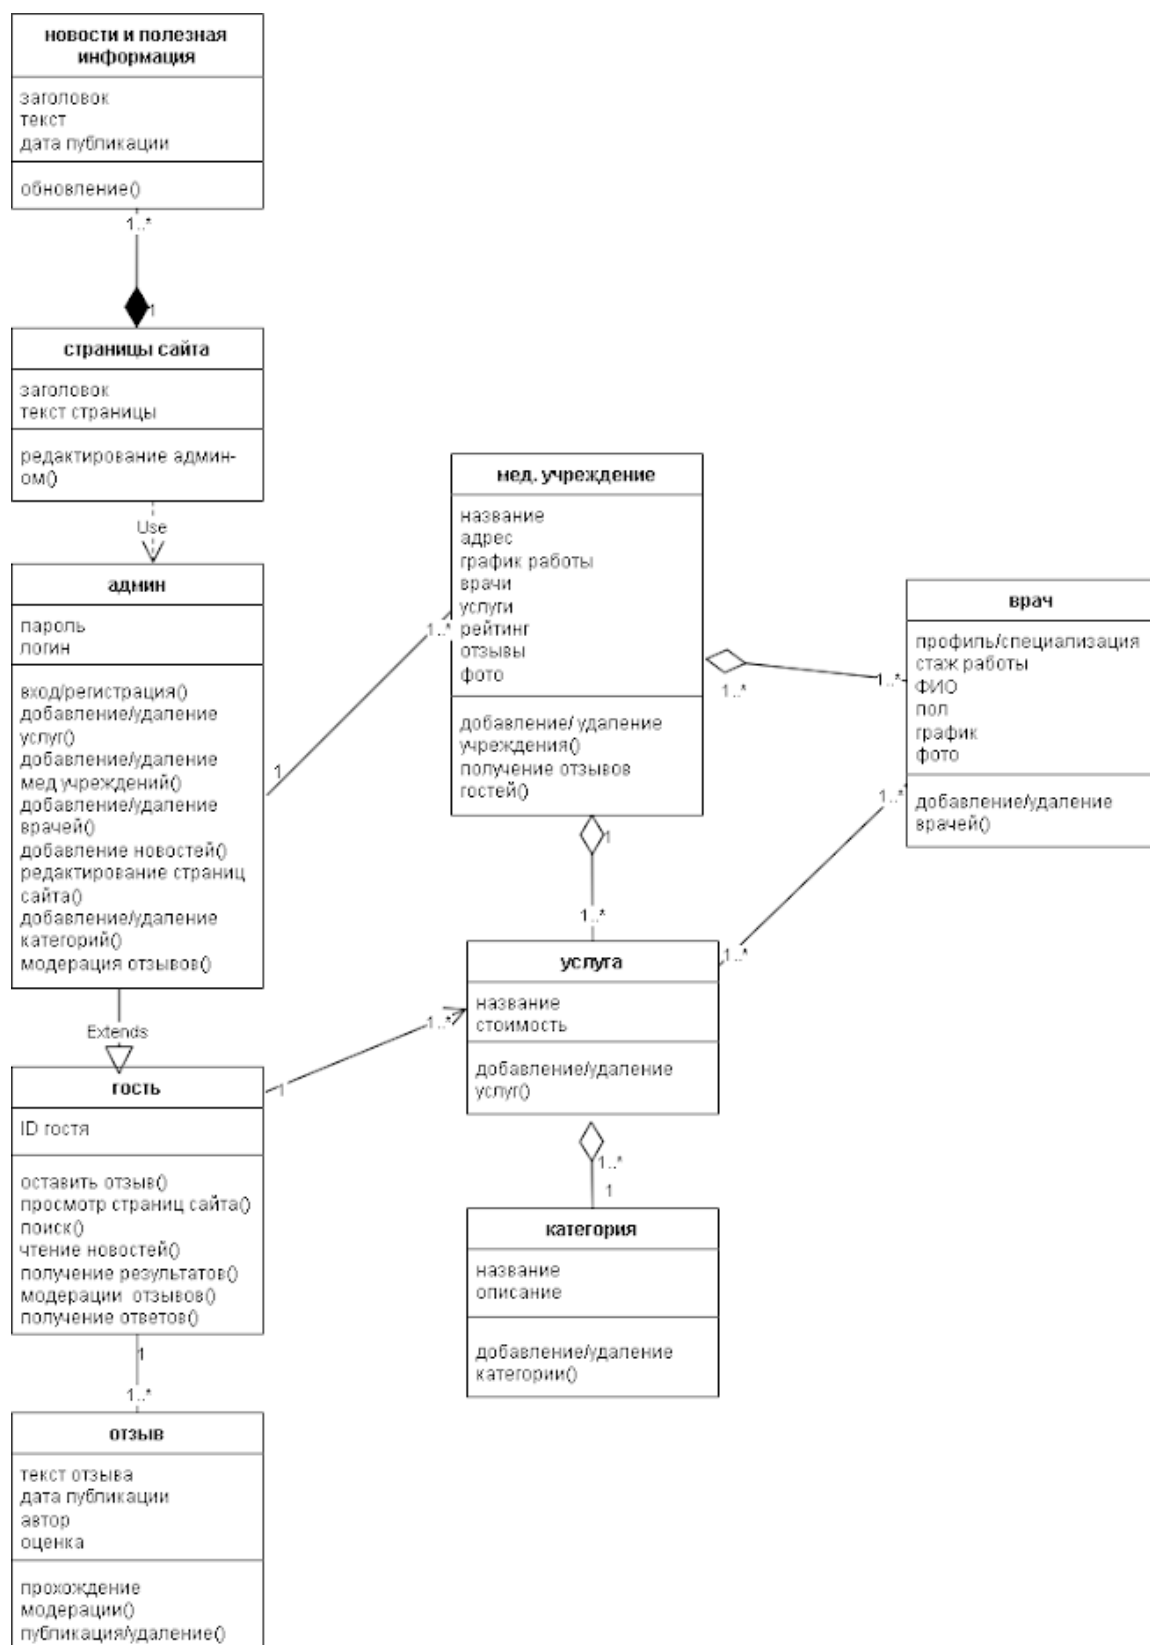 новости и полезная
информация
заголовок
текст
дата публикации
обновление()
1..*
1
страницы сайта
заголовок
текст страницы
редактирование админ-
ом()
Use
админ
пароль
логин
вход/регистрация()
добавление/удаление
услуг()
добавление/удаление
мед учреждений()
добавление/удаление
врачей()
добавление новостей()
редактирование страниц
сайта()
добавление/удаление
категорий()
модерация отзывов()
1
1..*
Extends
гость
ID гостя
оставить отзыв()
просмотр страниц сайта()
поиск()
чтение новостей()
получение результатов()
модерации отзывов()
получение ответов()
1
1..*
1
1..*
отзыв
текст отзыва
дата публикации
автор
оценка
прохождение
модерации()
публикация/удаление()
мед. учреждение
название
адрес
график работы
врачи
услуги
рейтинг
отзывы
фото
добавление/ удаление
учреждения()
получение отзывов
гостей()
1..*
1..*
1
1..*
врач
профиль/специализация
стаж работы
ФИО
пол
график
фото
добавление/удаление
врачей()
1..*
1..*
услуга
название
стоимость
добавление/удаление
услуг()
1..*
1
категория
название
описание
добавление/удаление
категории()